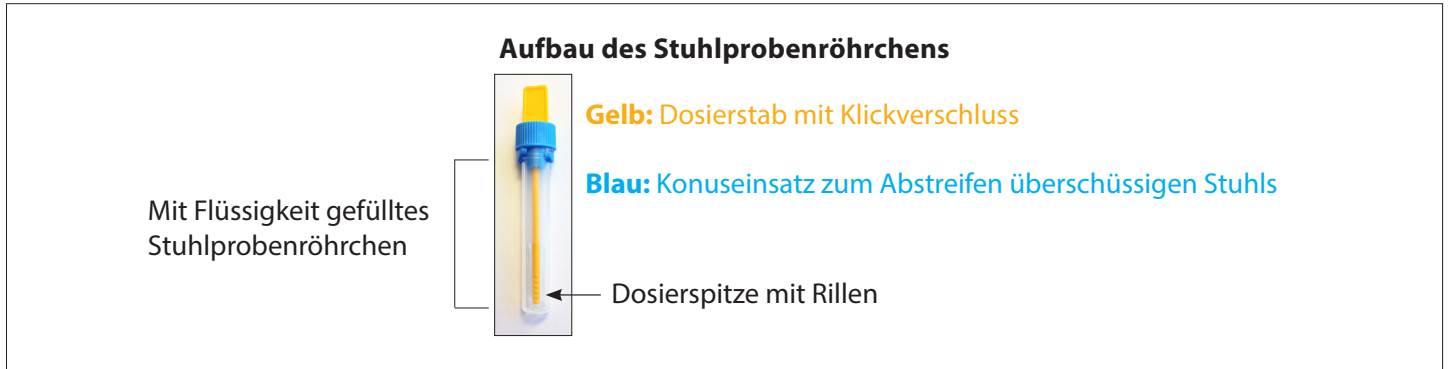 Aufbau des Stuhlprobenröhrchens
Gelb: Dosierstab mit Klickverschluss
Blau: Konuseinsatz zum Abstreifen überschüssigen Stuhls
Mit Flüssigkeit gefülltes
Stuhlprobenröhrchen
Dosierspitze mit Rillen